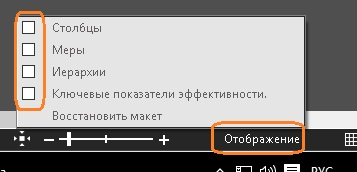 Столбцы
Меры
Иерархии
Ключевые показатели эффективности.
Восстановить макет
Отображение
РУС